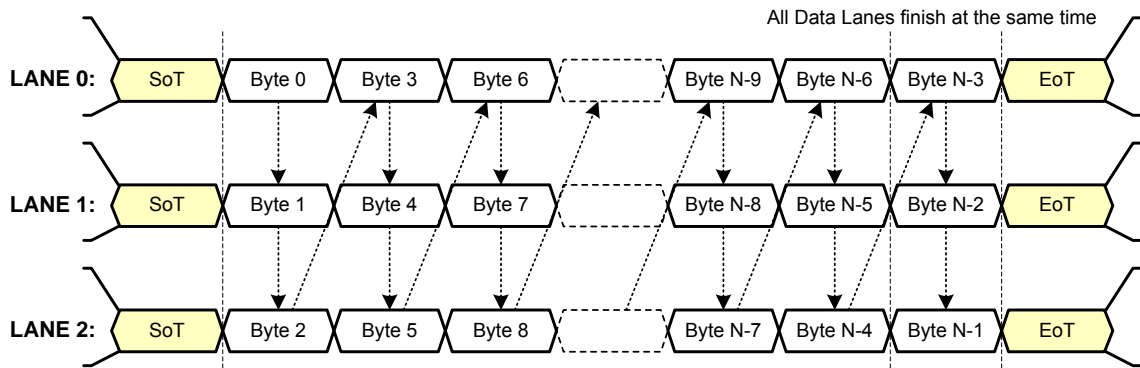 All Data Lanes finish at the same time
LANE 0: SoT Byte 0 Byte 3 Byte 6 Byte N-9 Byte N-6 Byte N-3 EoT
LANE 1: SoT Byte 1 Byte 4 Byte 7 Byte N-8 Byte N-5 Byte N-2 EoT
LANE 2: SoT Byte 2 Byte 5 Byte 8 Byte N-7 Byte N-4 Byte N-1 EoT